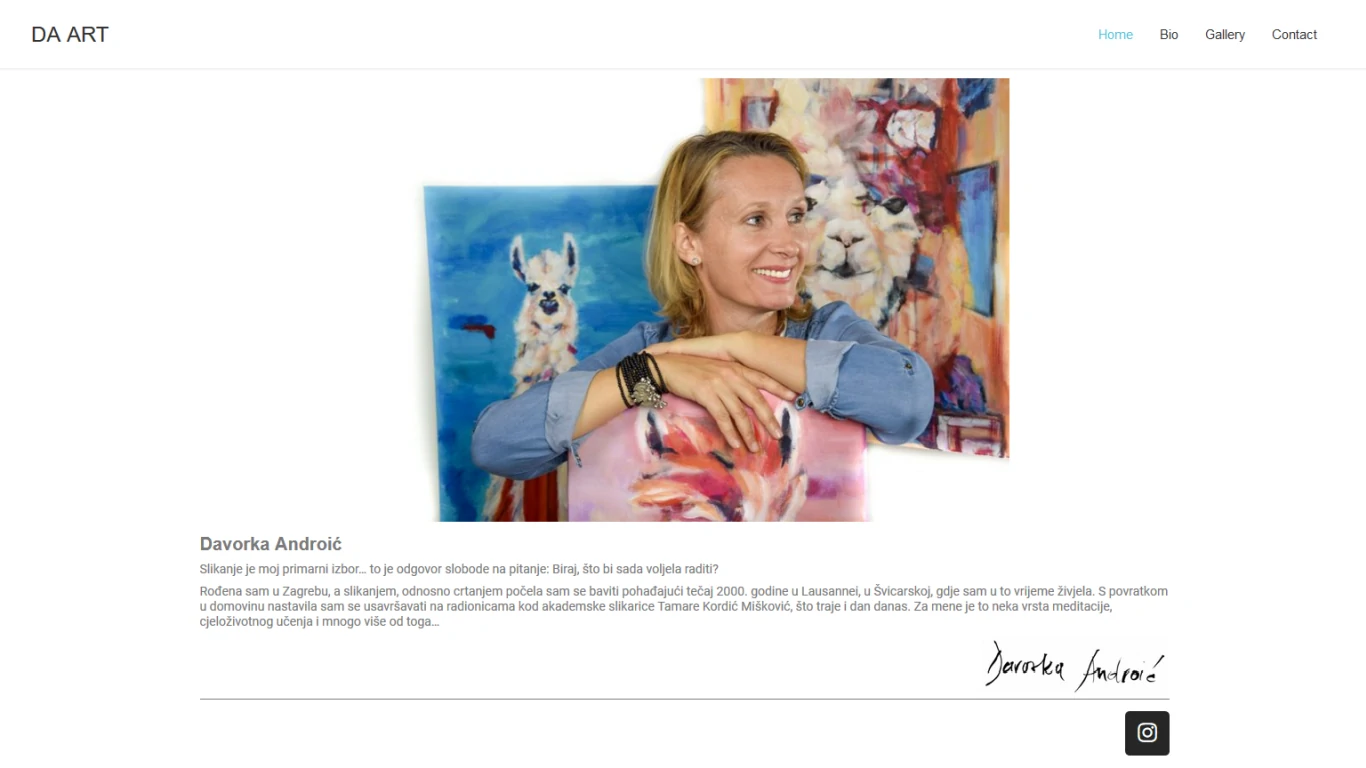 DA ART
Home Bio Gallery Contact
Davorka Androić
Slikanje je moj primarni izbor... to je odgovor slobode na pitanje: Biraj, što bi sada voljela raditi?
Rođena sam u Zagrebu, a slikanjem, odnosno crtanjem počela sam se baviti pohađajući tečaj 2000. godine u Lausannei, u Švicarskoj, gdje sam u to vrijeme živjela. S povratkom
u domovinu nastavila sam se usavršavati na radionicama kod akademske slikarice Tamare Kordić Mišković, što traje i dan danas. Za mene je to neka vrsta meditacije,
cjeloživotnog učenja i mnogo više od toga...
Davorka Androić